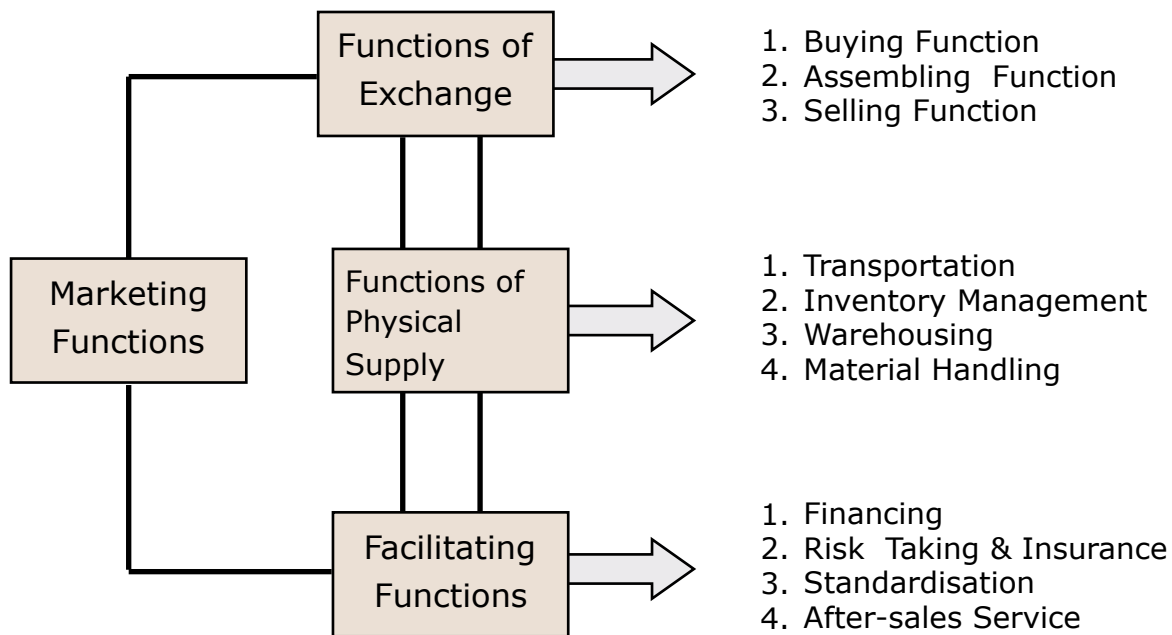 Functions of
Exchange
1. Buying Function
2. Assembling Function
3. Selling Function
Marketing
Functions
Functions of
Physical
Supply
1. Transportation
2. Inventory Management
3. Warehousing
4. Material Handling
Facilitating
Functions
1. Financing
2. Risk Taking & Insurance
3. Standardisation
4. After-sales Service